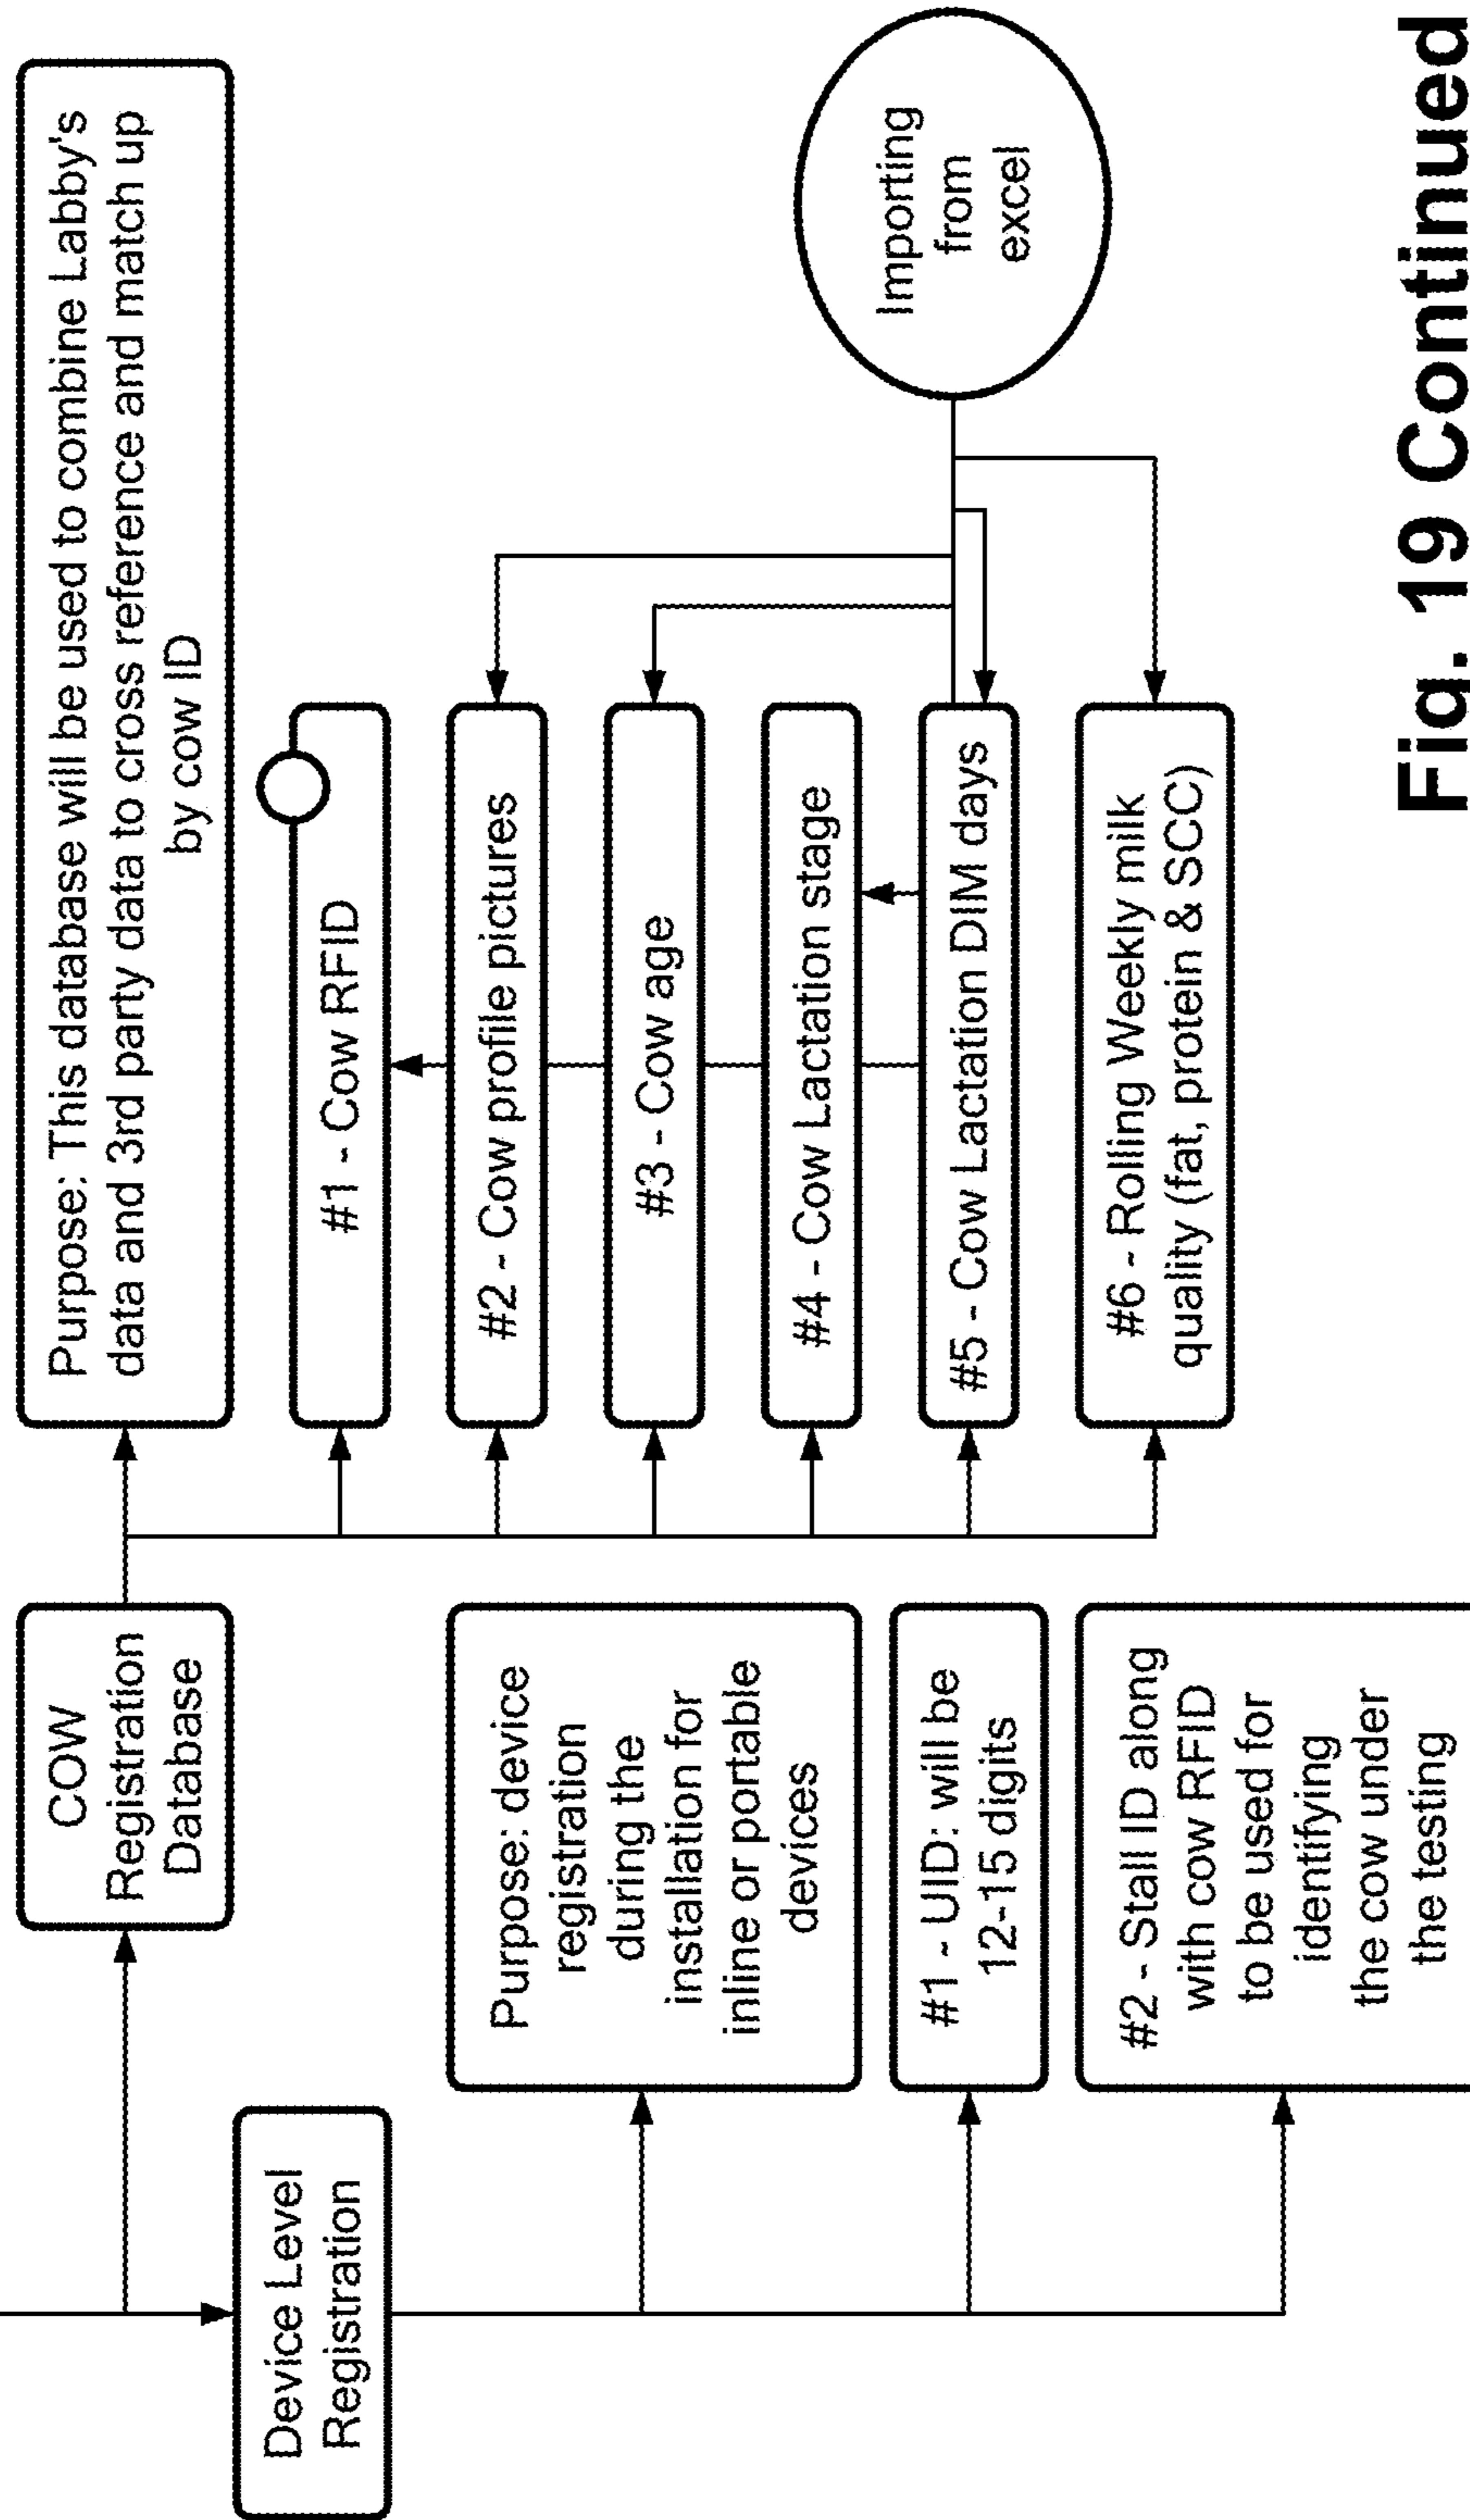 COW
Registration
Database
Purpose: This database will be used to combine Labby's
data and 3rd party data to cross reference and match up
by cow ID
#1 - Cow RFID
#2 - Cow profile pictures
#3 - Cow age
#4 - Cow Lactation stage
#5 - Cow Lactation DIM days
#6 - Rolling Weekly milk
quality (fat, protein & SCC)
Importing
from
excel
Device Level
Registration
Purpose: device
registration
during the
installation for
inline or portable
devices
#1 - UID: will be
12-15 digits
#2 - Stall ID along
with cow RFID
to be used for
identifying
the cow under
the testing
Fig. 19 Continued